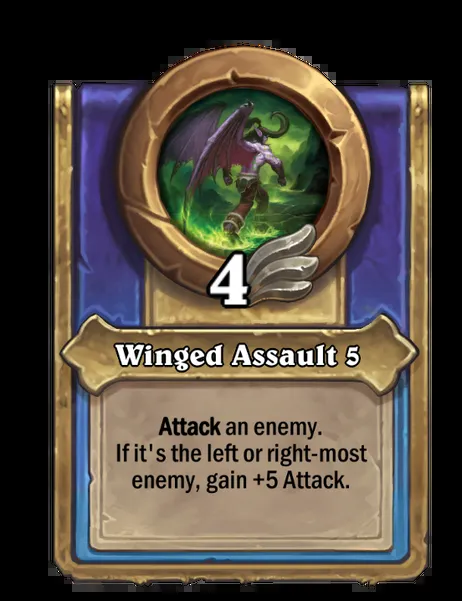 4
Winged Assault 5
Attack an enemy.
If it's the left or right-most
enemy, gain +5 Attack.